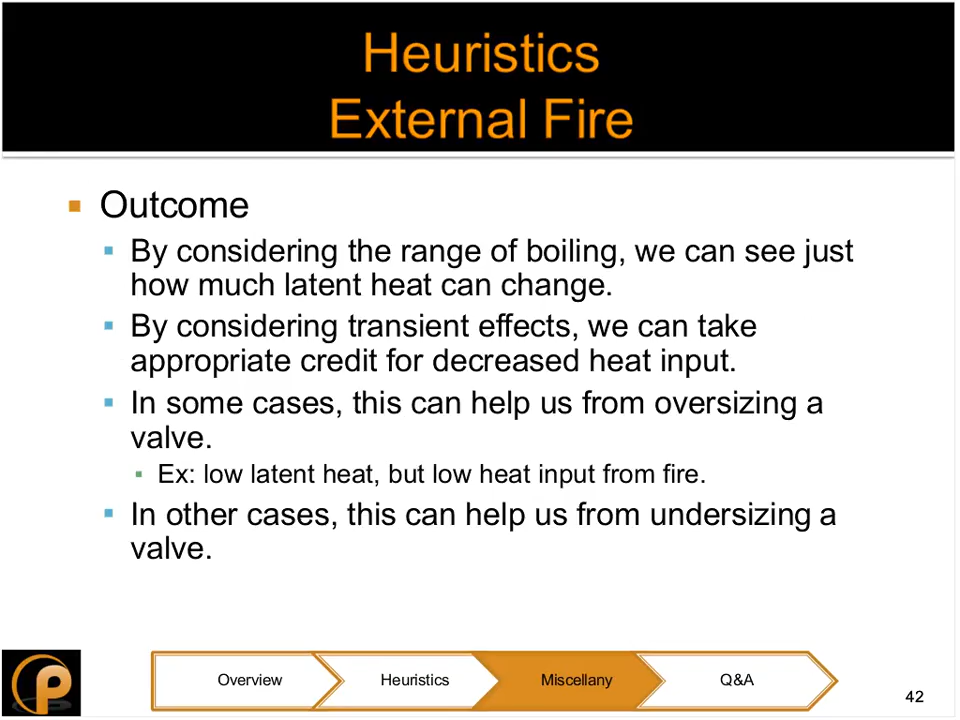 Heuristics
External Fire
Outcome
By considering the range of boiling, we can see just
how much latent heat can change.
By considering transient effects, we can take
appropriate credit for decreased heat input.
In some cases, this can help us from oversizing a
valve.
Ex: low latent heat, but low heat input from fire.
In other cases, this can help us from undersizing a
valve.
P
Overview
Heuristics
Miscellany
Q&A
42